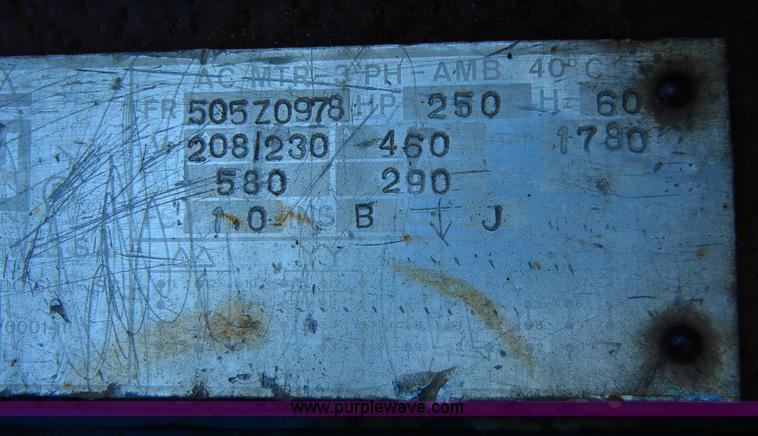 AC MTR 3 PH - AMB 40°C
FR 505Z0978 HP 250 H 60
V 208/230 460 1780
580 290
1.0 INS B J
www.purplewave.com